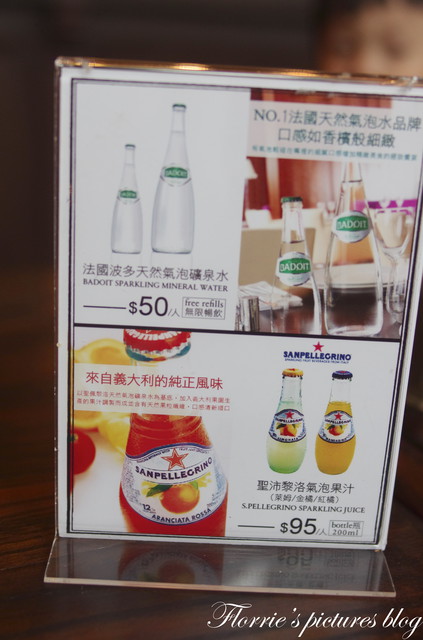 NO.1法國天然氣泡水品牌
口感如香檳般細緻
BADOIT
BADOIT
BADOIT
BADOIT
法國波多天然氣泡礦泉水
BADOIT SPARKLING MINERAL WATER
$50/人
free refills
無限暢飲
來自義大利的純正風味
SANPELLEGRINO
12
ARANCIATA ROSSA
SANPELLEGRINO
聖沛黎洛氣泡果汁
(萊姆/金橘/紅橘)
S.PELLEGRINO SPARKLING JUICE
$95/人
bottle瓶
200ml
Florrie's pictures blog